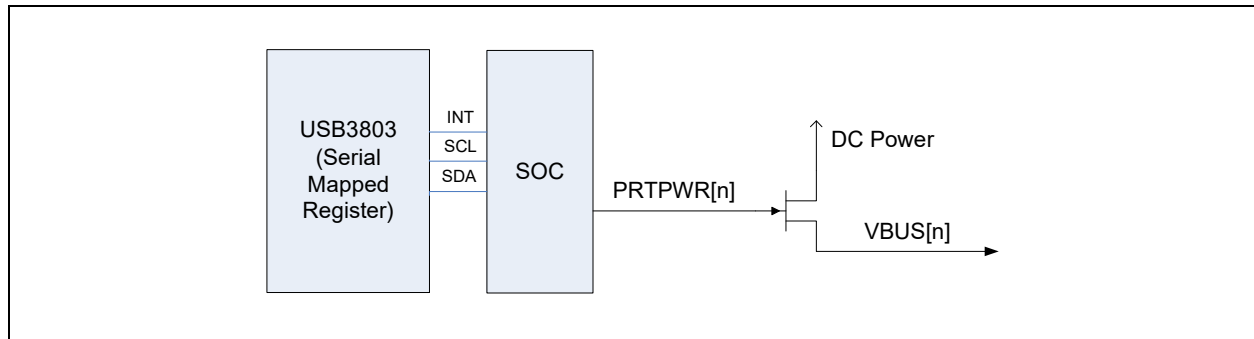 USB3803
(Serial
Mapped
Register)
INT
SCL
SDA
SOC
PRTPWR[n]
DC Power
VBUS[n]